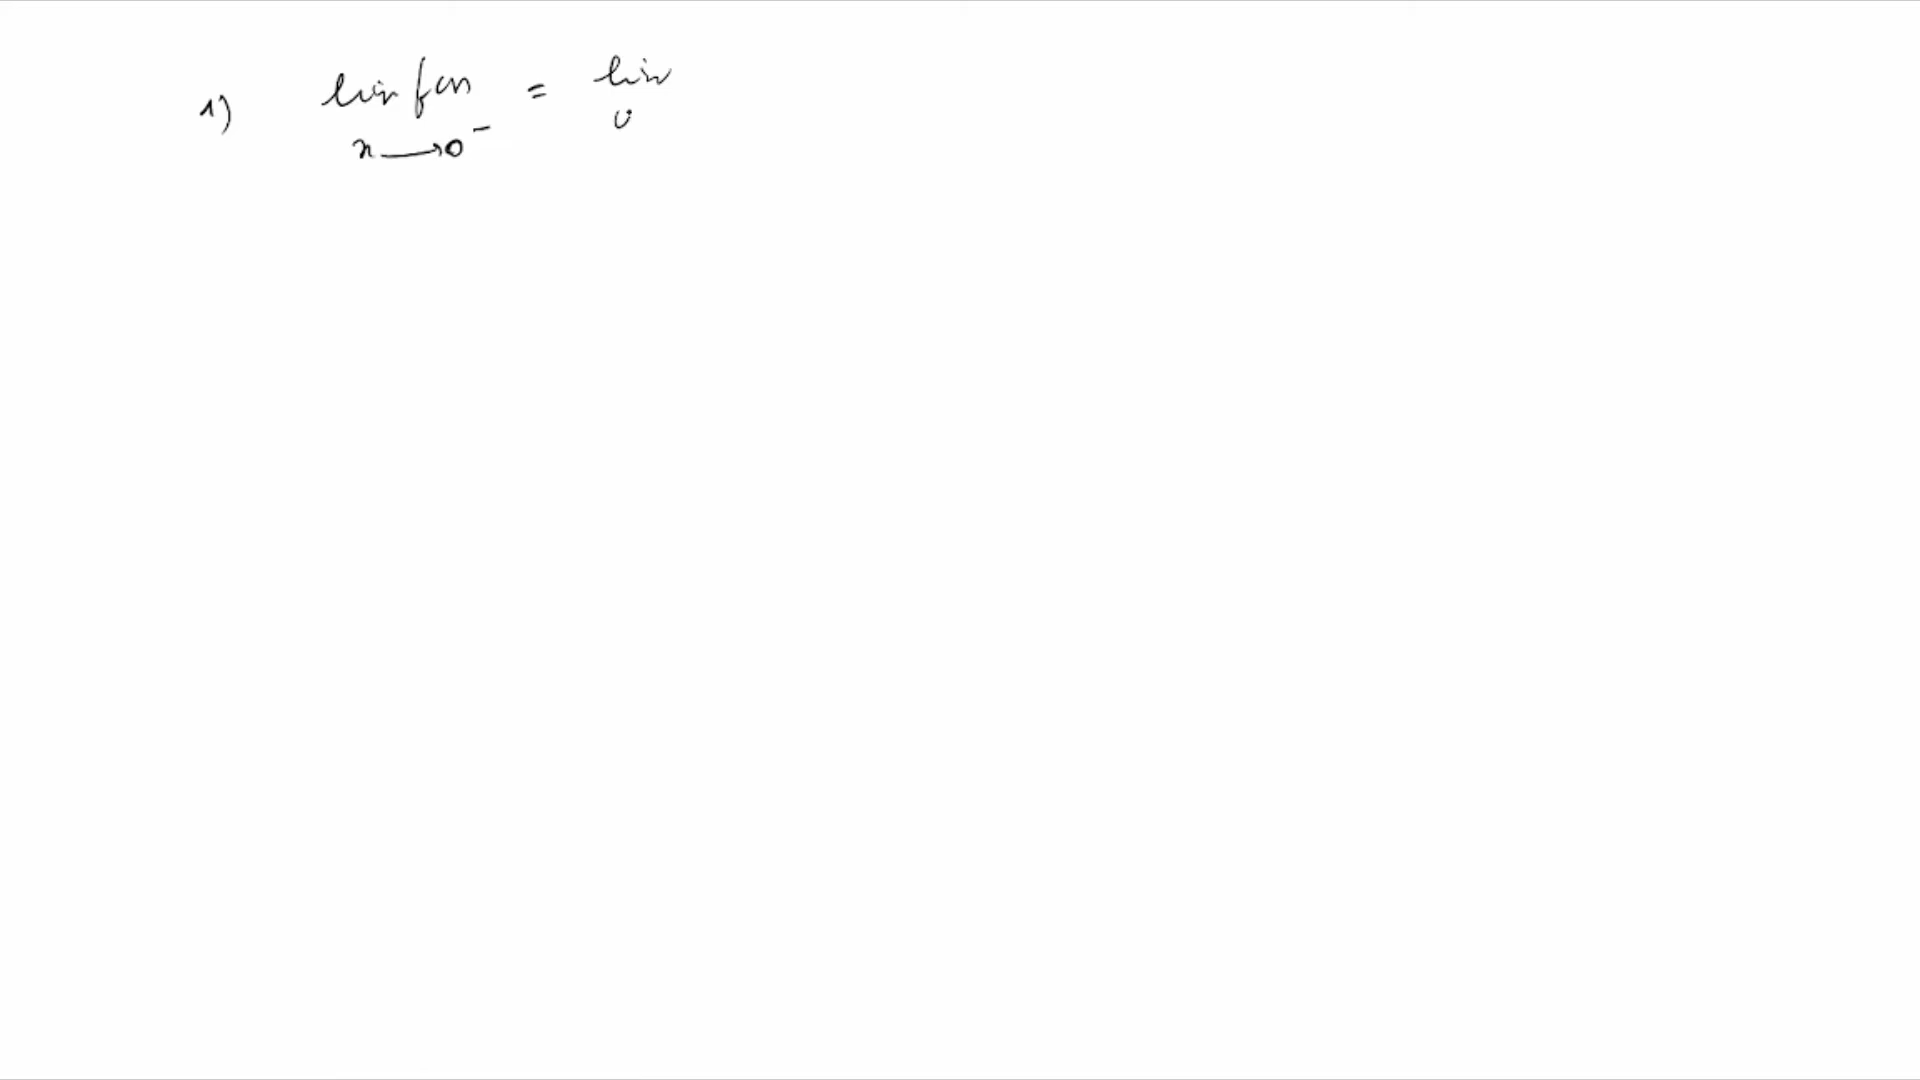 1) lim f(x) = lim
x → 0⁻ 0⁻